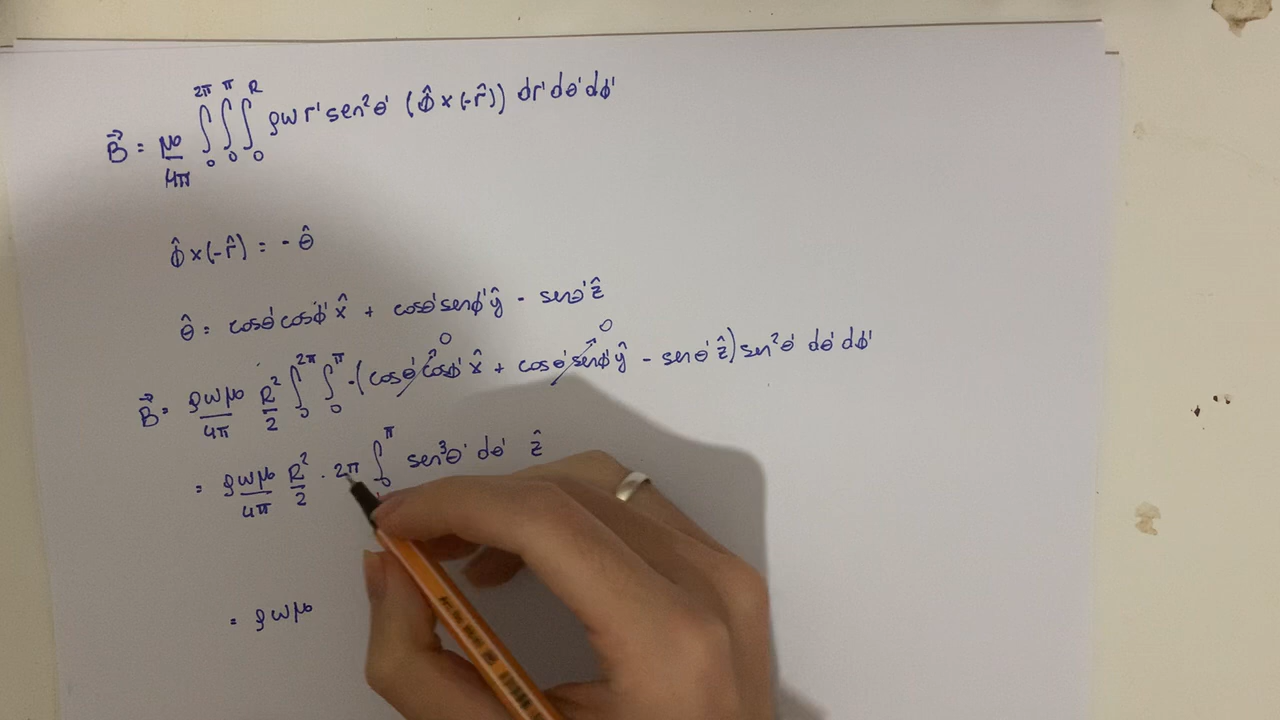 B⃗ = μ₀/4π ∫₀^2π ∫₀^π ∫₀^R ρωr' sen²θ' (φ̂ × (-r̂)) dr' dθ' dφ'
φ̂ × (-r̂) = - θ̂
θ̂ = cosθ' cosφ' x̂ + cosθ' senφ' ŷ - senθ' ẑ
0 0
B⃗ = ρωμ₀/4π R²/2 ∫₀^2π ∫₀^π -(cosθ' cosφ' x̂ + cosθ' senφ' ŷ - senθ' ẑ) sen²θ' dθ' dφ'
= ρωμ₀/4π R²/2 · 2π ∫₀^π sen³θ' dθ' ẑ
= ρωμ₀